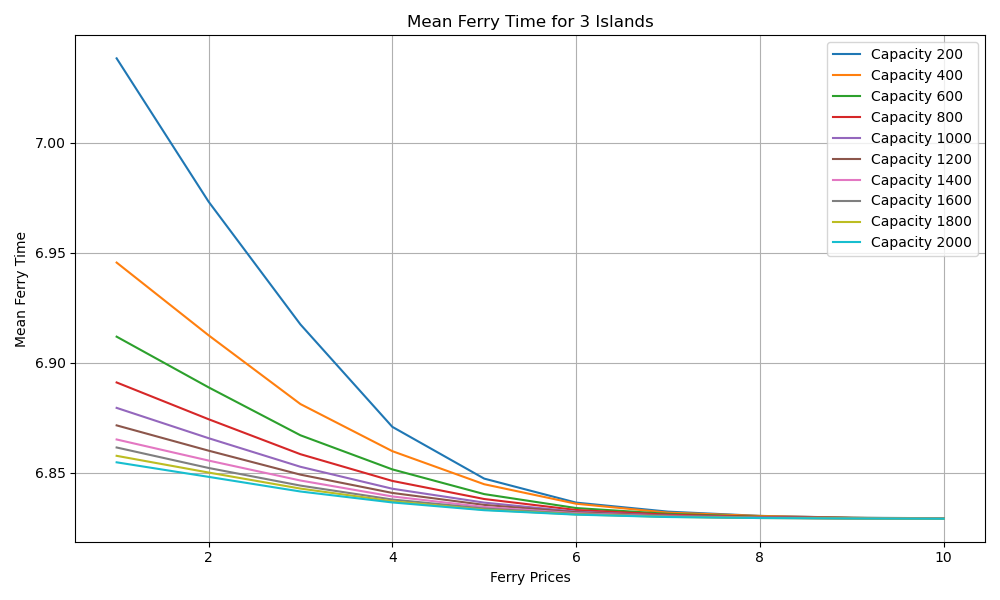 Mean Ferry Time for 3 Islands
Capacity 200
Capacity 400
Capacity 600
Capacity 800
Capacity 1000
Capacity 1200
Capacity 1400
Capacity 1600
Capacity 1800
Capacity 2000
Mean Ferry Time
7.00
6.95
6.90
6.85
2 4 6 8 10
Ferry Prices